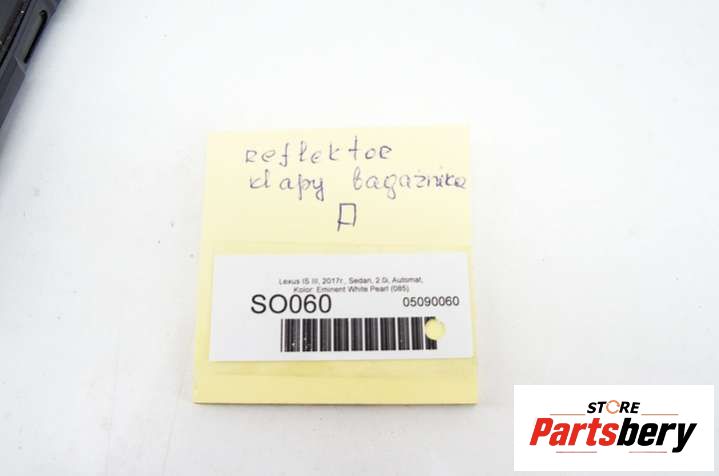 reflektor
klapy bagażnika
П
Lexus IS III, 2017r., Sedan, 2.0i, Automat,
Kolor: Eminent White Pearl (085)
SO060 05090060
STORE
Partsbery